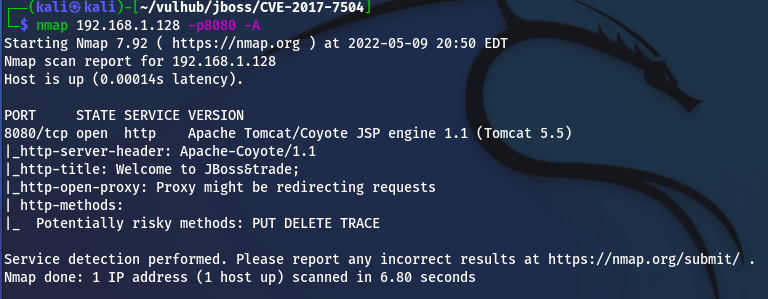 ┌──(kali㉿kali)-[~/vulhub/jboss/CVE-2017-7504]
└─$ nmap 192.168.1.128 -p8080 -A
Starting Nmap 7.92 ( https://nmap.org ) at 2022-05-09 20:50 EDT
Nmap scan report for 192.168.1.128
Host is up (0.00014s latency).

PORT     STATE SERVICE VERSION
8080/tcp open  http    Apache Tomcat/Coyote JSP engine 1.1 (Tomcat 5.5)
|_http-server-header: Apache-Coyote/1.1
|_http-title: Welcome to JBoss&trade;
|_http-open-proxy: Proxy might be redirecting requests
| http-methods:
|_  Potentially risky methods: PUT DELETE TRACE

Service detection performed. Please report any incorrect results at https://nmap.org/submit/ .
Nmap done: 1 IP address (1 host up) scanned in 6.80 seconds